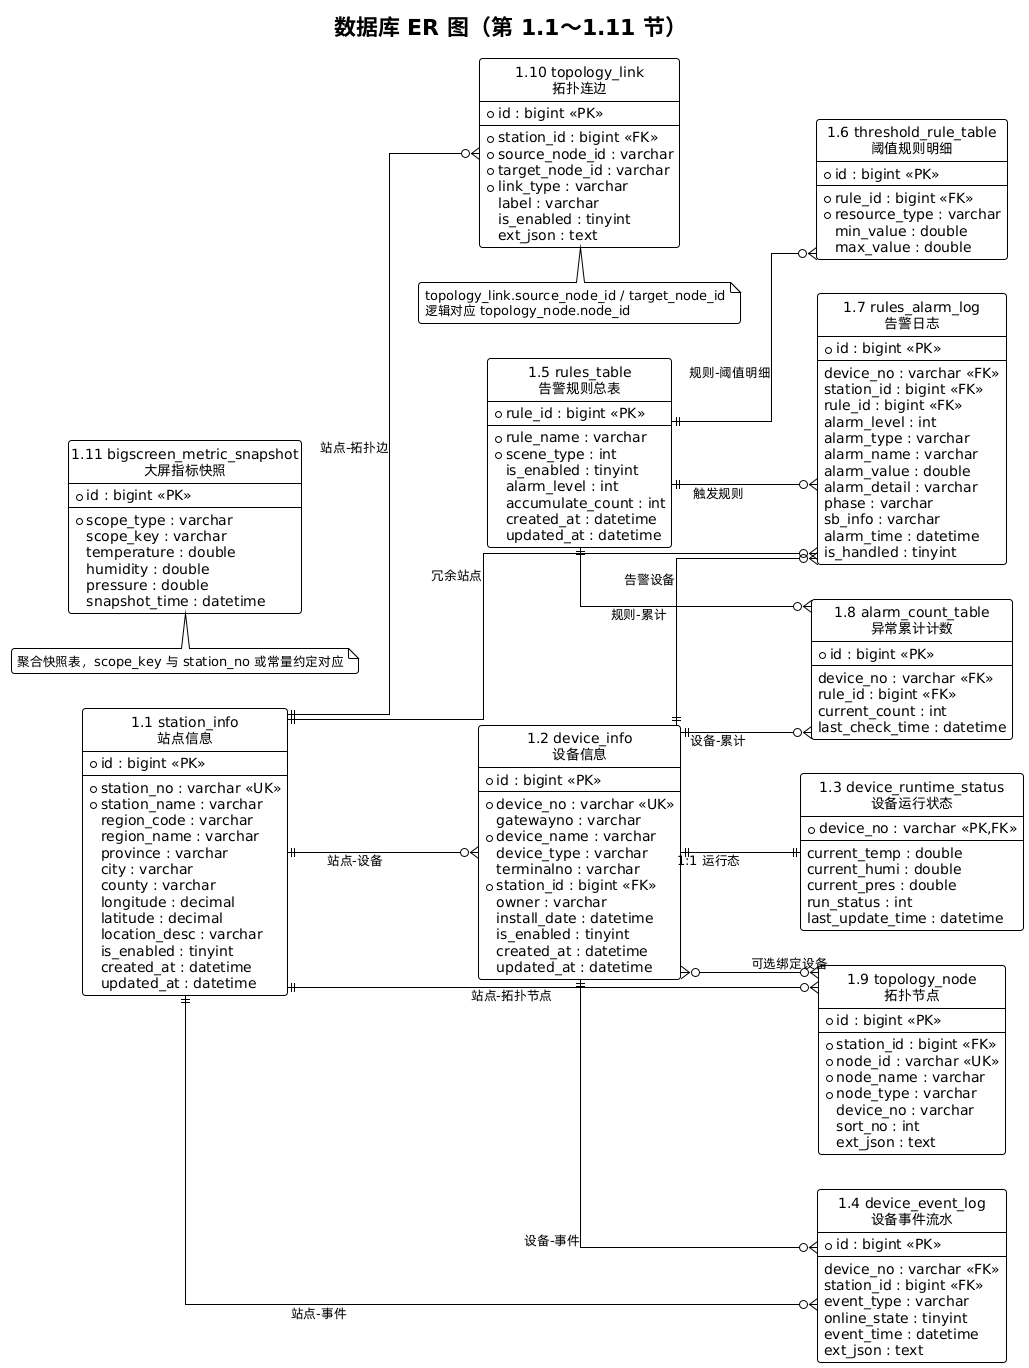 数据库 ER 图（第 1.1～1.11 节）
1.10 topology_link
拓扑连边
id : bigint «PK»
station_id : bigint «FK»
source_node_id : varchar
target_node_id : varchar
link_type : varchar
label : varchar
is_enabled : tinyint
ext_json : text
topology_link.source_node_id / target_node_id
逻辑对应 topology_node.node_id
1.6 threshold_rule_table
阈值规则明细
id : bigint «PK»
rule_id : bigint «FK»
resource_type : varchar
min_value : double
max_value : double
1.5 rules_table
告警规则总表
rule_id : bigint «PK»
rule_name : varchar
scene_type : int
is_enabled : tinyint
alarm_level : int
accumulate_count : int
created_at : datetime
updated_at : datetime
1.7 rules_alarm_log
告警日志
id : bigint «PK»
device_no : varchar «FK»
station_id : bigint «FK»
rule_id : bigint «FK»
alarm_level : int
alarm_type : varchar
alarm_name : varchar
alarm_value : double
alarm_detail : varchar
phase : varchar
sb_info : varchar
alarm_time : datetime
is_handled : tinyint
规则-阈值明细
触发规则
站点-拓扑边
冗余站点
告警设备
规则-累计
1.11 bigscreen_metric_snapshot
大屏指标快照
id : bigint «PK»
scope_type : varchar
scope_key : varchar
temperature : double
humidity : double
pressure : double
snapshot_time : datetime
聚合快照表，scope_key 与 station_no 或常量约定对应
1.8 alarm_count_table
异常累计计数
id : bigint «PK»
device_no : varchar «FK»
rule_id : bigint «FK»
current_count : int
last_check_time : datetime
1.1 station_info
站点信息
id : bigint «PK»
station_no : varchar «UK»
station_name : varchar
region_code : varchar
region_name : varchar
province : varchar
city : varchar
county : varchar
longitude : decimal
latitude : decimal
location_desc : varchar
is_enabled : tinyint
created_at : datetime
updated_at : datetime
站点-设备
1.2 device_info
设备信息
id : bigint «PK»
device_no : varchar «UK»
gatewayno : varchar
device_name : varchar
device_type : varchar
terminalno : varchar
station_id : bigint «FK»
owner : varchar
install_date : datetime
is_enabled : tinyint
created_at : datetime
updated_at : datetime
设备-累计
1:1 运行态
1.3 device_runtime_status
设备运行状态
device_no : varchar «PK,FK»
current_temp : double
current_humi : double
current_pres : double
run_status : int
last_update_time : datetime
可选绑定设备
站点-拓扑节点
1.9 topology_node
拓扑节点
id : bigint «PK»
station_id : bigint «FK»
node_id : varchar «UK»
node_name : varchar
node_type : varchar
device_no : varchar
sort_no : int
ext_json : text
设备-事件
站点-事件
1.4 device_event_log
设备事件流水
id : bigint «PK»
device_no : varchar «FK»
station_id : bigint «FK»
event_type : varchar
online_state : tinyint
event_time : datetime
ext_json : text